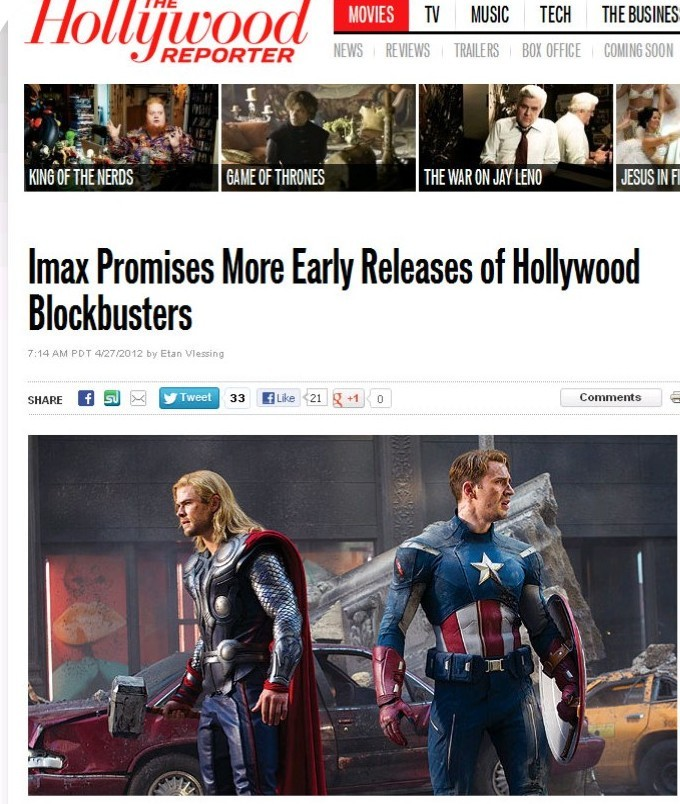 THE
Hollywood
REPORTER
MOVIES TV MUSIC TECH THE BUSINES
NEWS REVIEWS TRAILERS BOX OFFICE COMING SOON
KING OF THE NERDS GAME OF THRONES THE WAR ON JAY LENO JESUS IN F
Imax Promises More Early Releases of Hollywood
Blockbusters
7:14 AM PDT 4/27/2012 by Etan Vlessing
SHARE Tweet 33 Like 21 +1 0 Comments